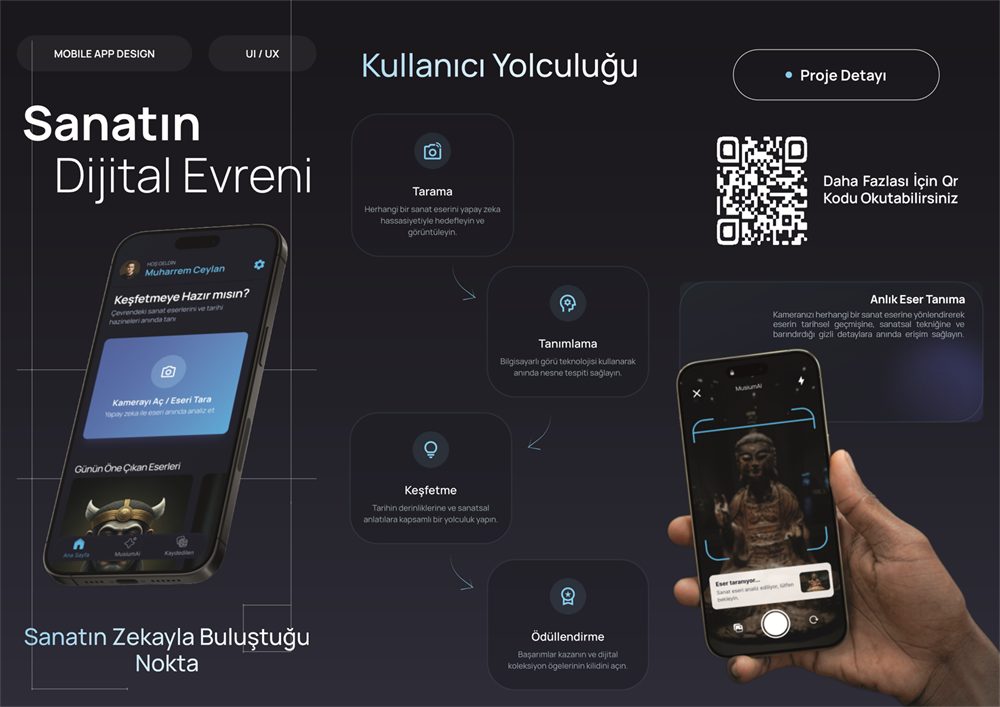 MOBILE APP DESIGN
UI / UX
Sanatın
Dijital Evreni
HOŞ GELDİN
Muharrem Ceylan
Keşfetmeye Hazır mısın?
Çevrendeki sanat eserlerini ve tarihi
hazineleri anında tanı
Kamerayı Aç / Eseri Tara
Yapay zeka ile eseri anında analiz et
Günün Öne Çıkan Eserleri
Ana Sayfa
MusiumAi
Kaydedilen
Sanatın Zekayla Buluştuğu
Nokta
Kullanıcı Yolculuğu
Tarama
Herhangi bir sanat eserini yapay zeka
hassasiyetiyle hedefleyin ve
görüntüleyin.
Tanımlama
Bilgisayarlı görü teknolojisi kullanarak
anında nesne tespiti sağlayın.
Keşfetme
Tarihin derinliklerine ve sanatsal
anlatılara kapsamlı bir yolculuk yapın.
Ödüllendirme
Başarımlar kazanın ve dijital
koleksiyon ögelerinin kilidini açın.
Proje Detayı
Daha Fazlası İçin Qr
Kodu Okutabilirsiniz
Anlık Eser Tanıma
Kameranızı herhangi bir sanat eserine yönlendirerek
eserin tarihsel geçmişine, sanatsal tekniğine ve
barındırdığı gizli detaylara anında erişim sağlayın.
MusiumAi
Eser taranıyor...
Sanat eseri analiz ediliyor, lütfen
bekleyin.